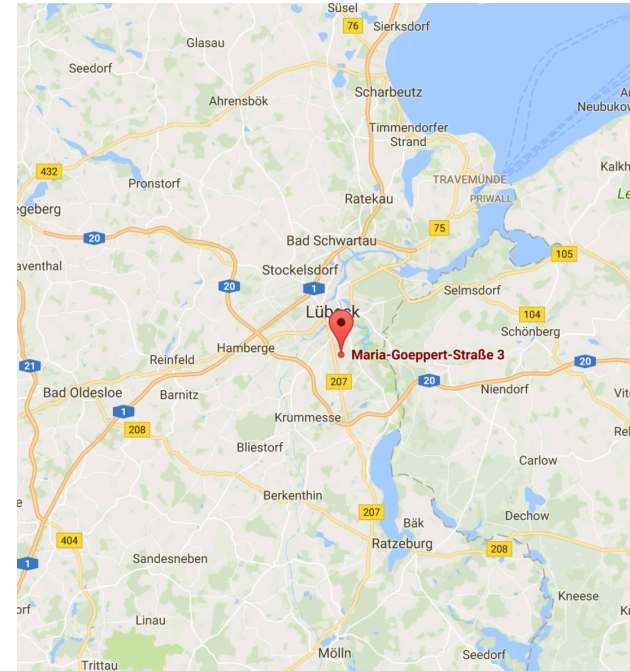 Süsel
76
Sierksdorf
Glasau
Seedorf
Scharbeutz
Ahrensbök
Neubukow
Timmendorfer
Strand
432
Pronstorf
TRAVEMÜNDE
PRIWALL
Ratekau
egeberg
20
75
Bad Schwartau
105
aventhal
Stockelsdorf
20
1
Selmsdorf
Lübeck
104
Schönberg
Hamberge
Maria-Goeppert-Straße 3
Reinfeld
20
21
207
20
Bad Oldesloe
Barnitz
Niendorf
1
Krummesse
208
Bliestorf
Carlow
Berkenthin
207
Dechow
Bäk
404
Ratzeburg
208
1
Sandesneben
Kneese
Linau
Mölln
Seedorf
Trittau